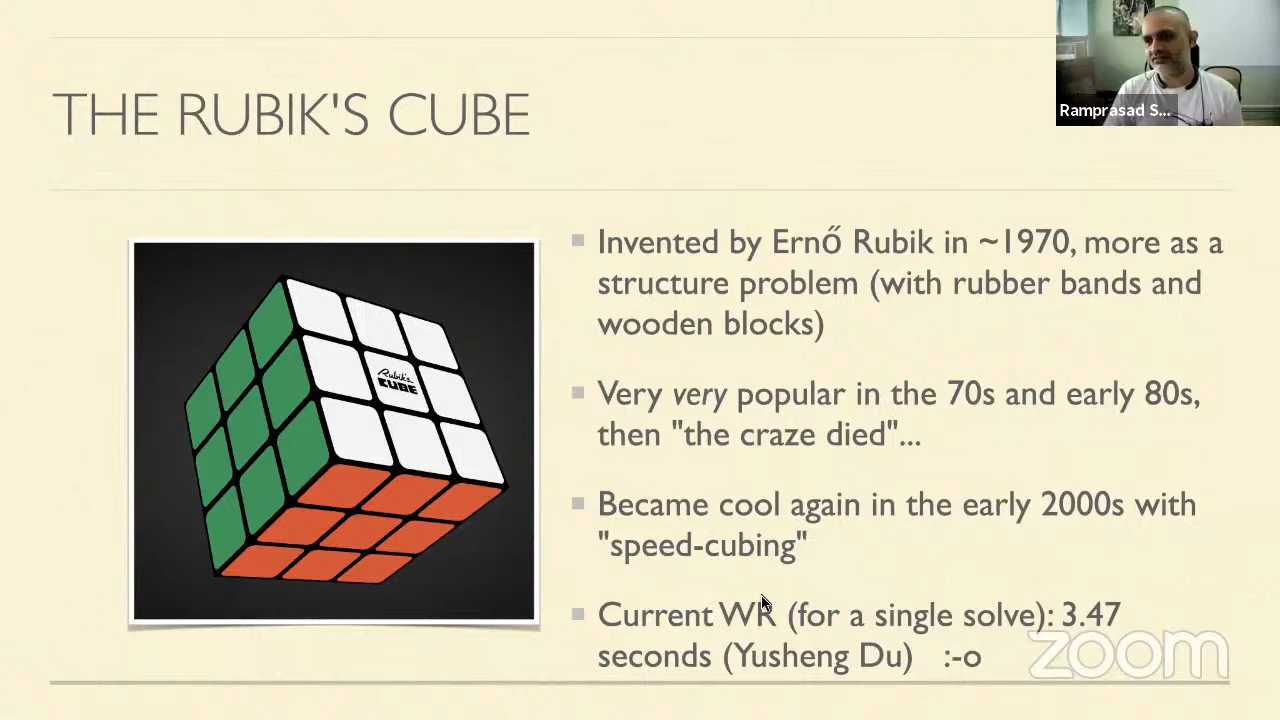 Ramprasad S...
THE RUBIK'S CUBE
Rubik's
CUBE
Invented by Ernő Rubik in ~1970, more as a
structure problem (with rubber bands and
wooden blocks)
Very very popular in the 70s and early 80s,
then "the craze died"...
Became cool again in the early 2000s with
"speed-cubing"
Current WR (for a single solve): 3.47
seconds (Yusheng Du) :-o
zoom